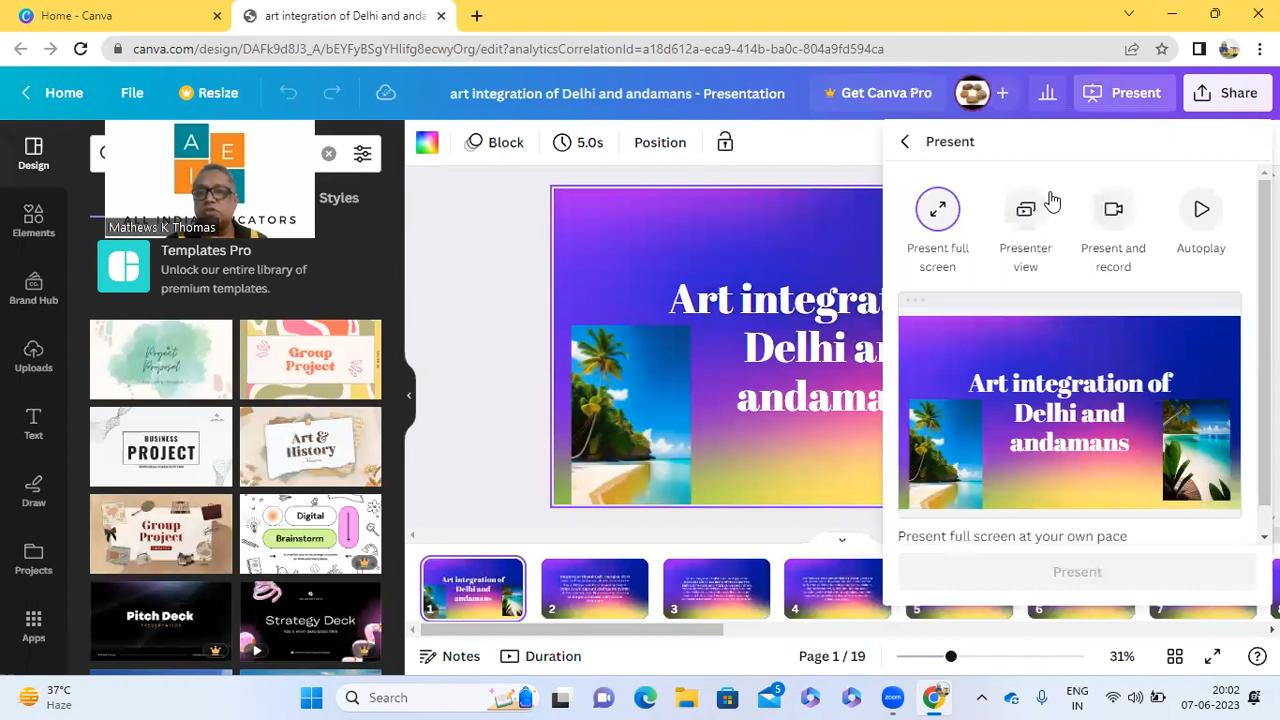 Home - Canva
art integration of Delhi and anda
canva.com/design/DAFk9d8J3_A/bEYFyBSgYHlifg8ecwyOrg/edit?analyticsCorrelationId=a18d612a-eca9-414b-ba0c-804a9fd594ca
Home
File
Resize
art integration of Delhi and andamans - Presentation
Get Canva Pro
Present
Share
Design
Elements
Brand Hub
Uploads
Text
Draw
Projects
Apps
A E
I
ALL INDI CATORS
Mathews K Thomas
Styles
Templates Pro
Unlock our entire library of
premium templates.
Project
Proposal
Group
Project
BUSINESS
PROJECT
Art &
History
Group
Project
Digital
Brainstorm
Pitch Deck
Strategy Deck
Block
5.0s
Position
Art integra
Delhi an
andama
Present
Present full
screen
Presenter
view
Present and
record
Autoplay
Art integration of
Delhi and
andamans
Present full screen at your own pace
Present
Art integration of
Delhi and
andamans
1
2
3
4
5
6
7
Notes
Duration
Page 1 / 19
31%
37°C
Haze
Search
5
zoom
ENG
IN
20:02
07-06-2023